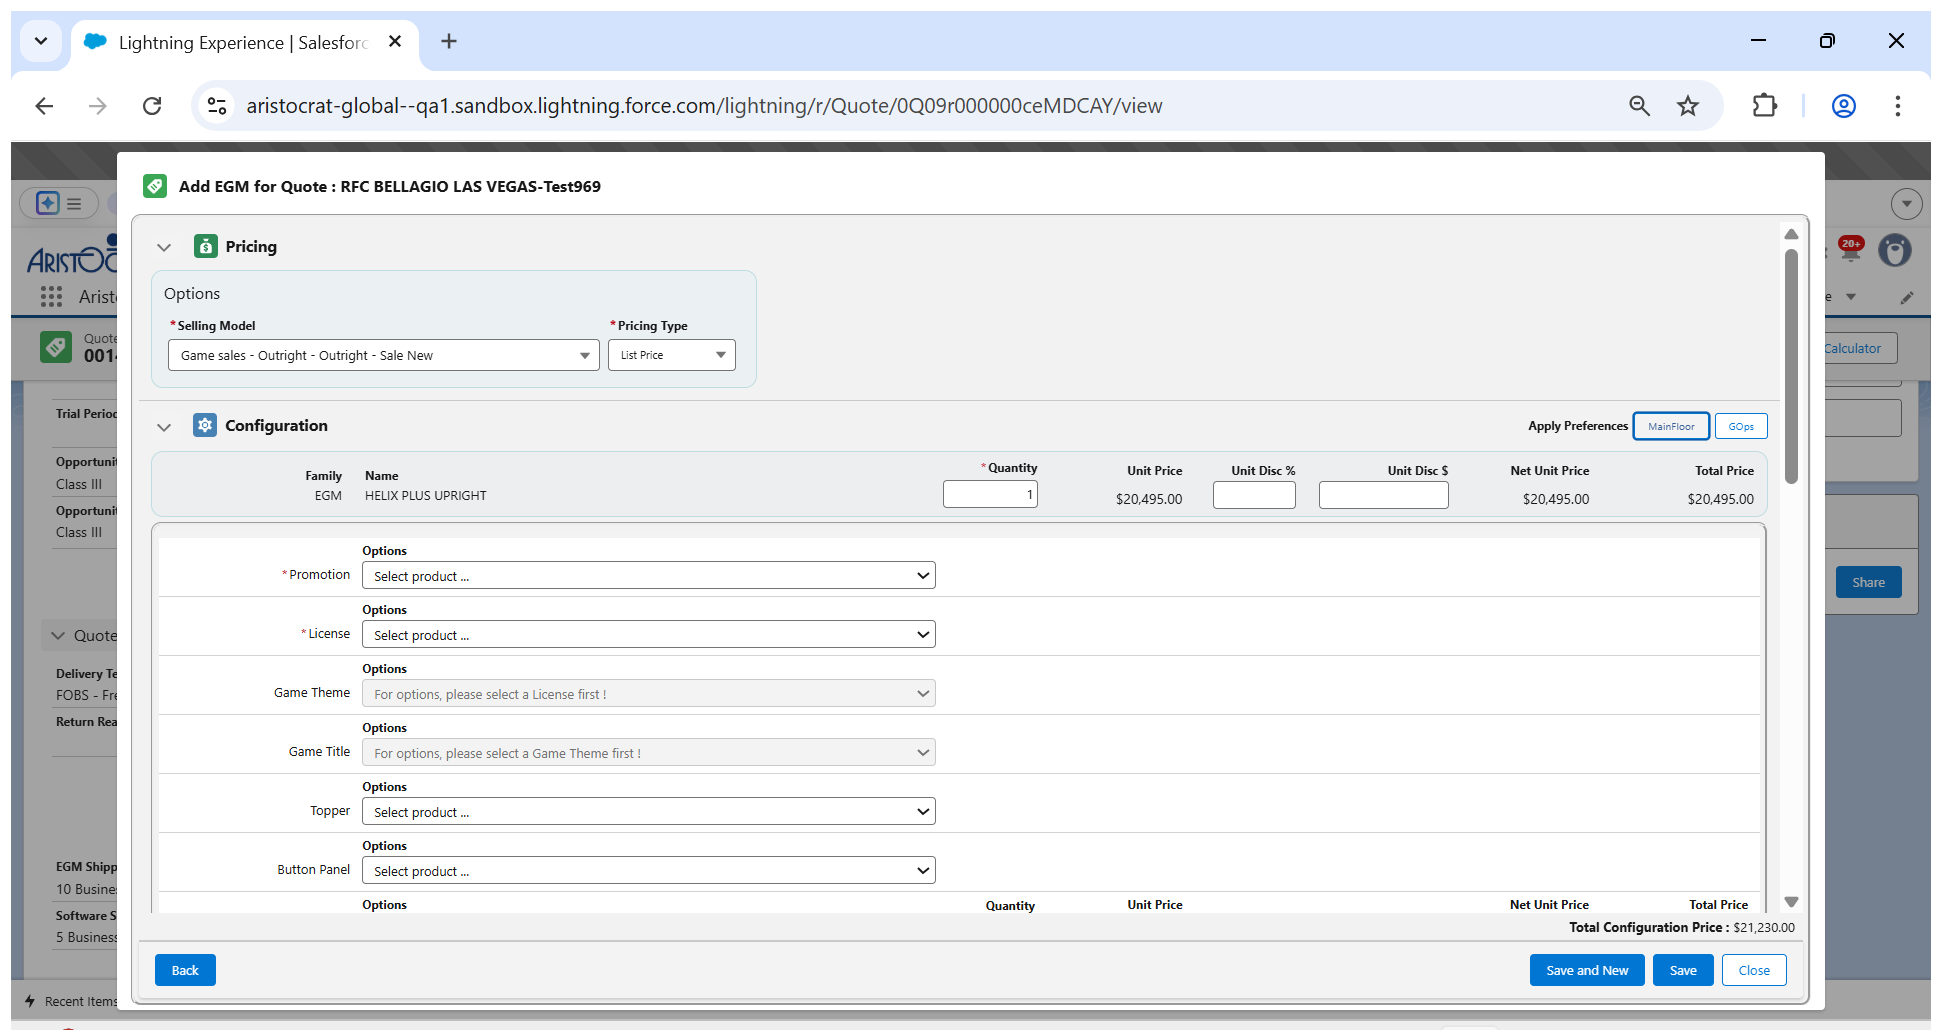 Lightning Experience | Salesforc
aristocrat-global--qa1.sandbox.lightning.force.com/lightning/r/Quote/0Q09r000000ceMDCAY/view
Add EGM for Quote : RFC BELLAGIO LAS VEGAS-Test969
Pricing
Options
*Selling Model
*Pricing Type
Game sales - Outright - Outright - Sale New
List Price
Configuration
Apply Preferences
MainFloor
GOps
Family
Name
*Quantity
Unit Price
Unit Disc %
Unit Disc $
Net Unit Price
Total Price
EGM
HELIX PLUS UPRIGHT
1
$20,495.00
$20,495.00
$20,495.00
Options
*Promotion
Select product ...
Options
*License
Select product ...
Options
Game Theme
For options, please select a License first !
Options
Game Title
For options, please select a Game Theme first !
Options
Topper
Select product ...
Options
Button Panel
Select product ...
Options
Quantity
Unit Price
Net Unit Price
Total Price
Total Configuration Price : $21,230.00
Back
Save and New
Save
Close
ARISTOC
Arist
Quote
001
Trial Period
Opportunit
Class III
Opportunit
Class III
Quote
Delivery Te
FOBS - Fre
Return Rea
EGM Shipp
10 Busine
Software S
5 Business
Recent Items
20+
e
Calculator
Share